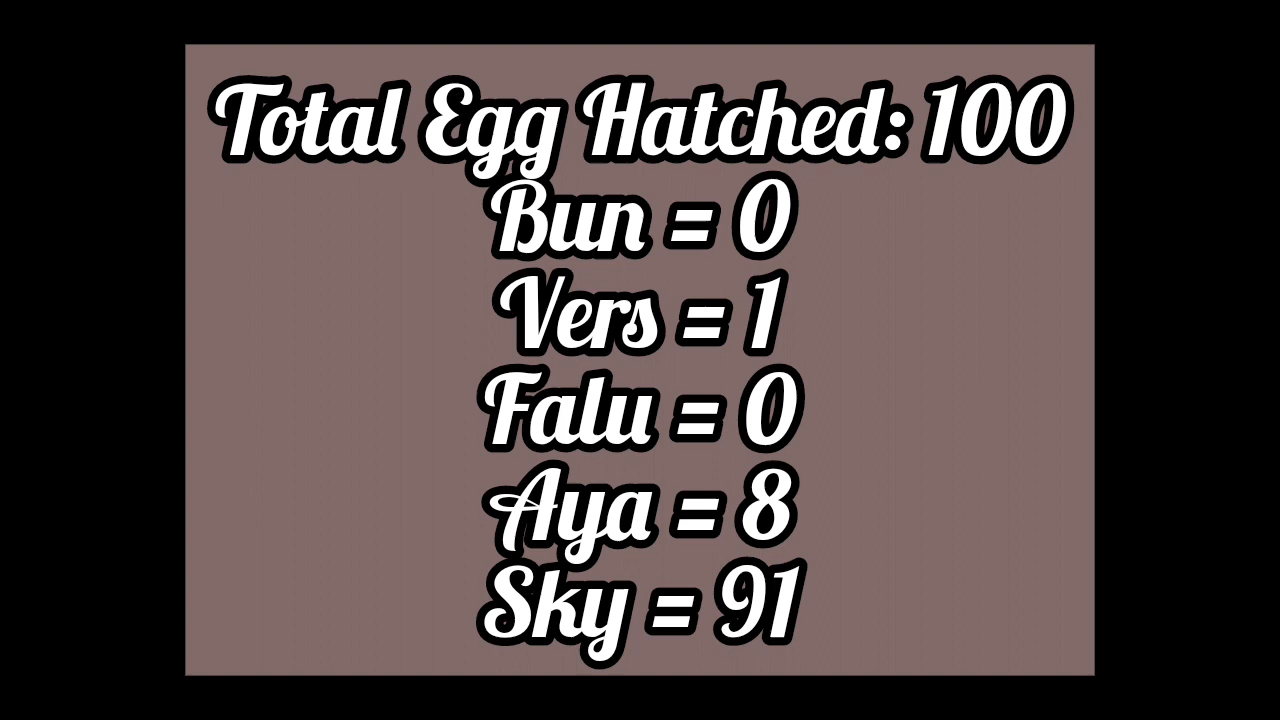 Total Egg Hatched: 100
Bun = 0
Vers = 1
Falu = 0
Aya = 8
Sky = 91